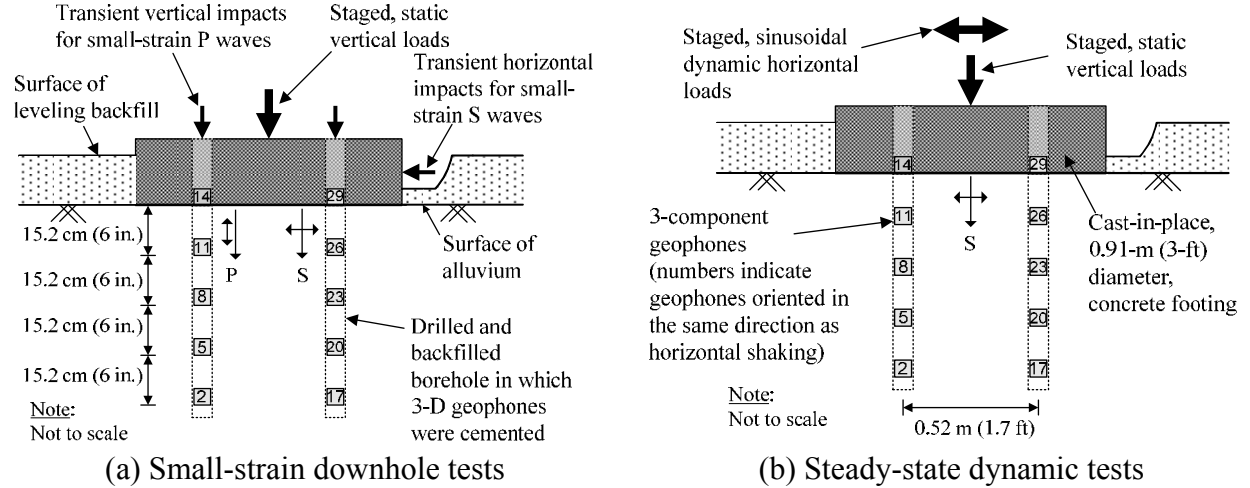 Transient vertical impacts
for small-strain P waves
Staged, static
vertical loads
Surface of
leveling backfill
Transient horizontal
impacts for small-
strain S waves
14
29
15.2 cm (6 in.)
11
26
P
S
Surface of
alluvium
15.2 cm (6 in.)
8
23
15.2 cm (6 in.)
5
20
15.2 cm (6 in.)
2
17
Drilled and
backfilled
borehole in which
3-D geophones
were cemented
Note:
Not to scale
(a) Small-strain downhole tests
Staged, sinusoidal
dynamic horizontal
loads
Staged, static
vertical loads
14
29
11
26
S
8
23
5
20
2
17
3-component
geophones
(numbers indicate
geophones oriented in
the same direction as
horizontal shaking)
Cast-in-place,
0.91-m (3-ft)
diameter,
concrete footing
Note:
Not to scale
0.52 m (1.7 ft)
(b) Steady-state dynamic tests